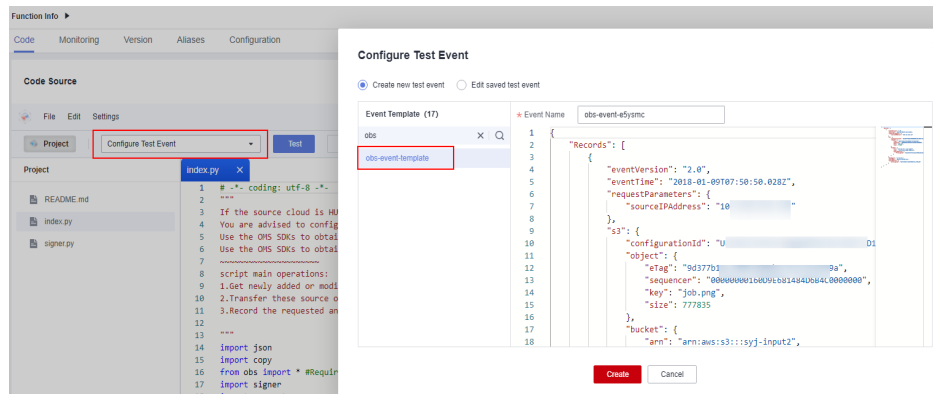 Function Info
Code Monitoring Version Aliases Configuration
Code Source
File Edit Settings
Project Configure Test Event Test
Project
README.md
index.py
signer.py
index.py ×
1 # -*- coding: utf-8 -*-
2 """
3 If the source cloud is HU
4 You are advised to config
5 Use the OMS SDKs to obtai
6 Use the OMS SDKs to obtai
7 ~~~~~~~~~~~~~~~~~~~~
8 script main operations:
9 1.Get newly added or modi
10 2.Transfer these source o
11 3.Record the requested an
12
13 """
14 import json
15 import copy
16 from obs import * #Requir
17 import signer
Configure Test Event
Create new test event Edit saved test event
Event Template (17)
obs
obs-event-template
* Event Name obs-event-e5ysmc
1 {
2 "Records": [
3 {
4 "eventVersion": "2.0",
5 "eventTime": "2018-01-09T07:50:50.028Z",
6 "requestParameters": {
7 "sourceIPAddress": "10 "
8 },
9 "s3": {
10 "configurationId": "U D1
11 "object": {
12 "eTag": "9d377b1 9a",
13 "sequencer": "00000000160D9E681484D6B4C0000000",
14 "key": "job.png",
15 "size": 777835
16 },
17 "bucket": {
18 "arn": "arn:aws:s3:::syj-input2",
Create Cancel